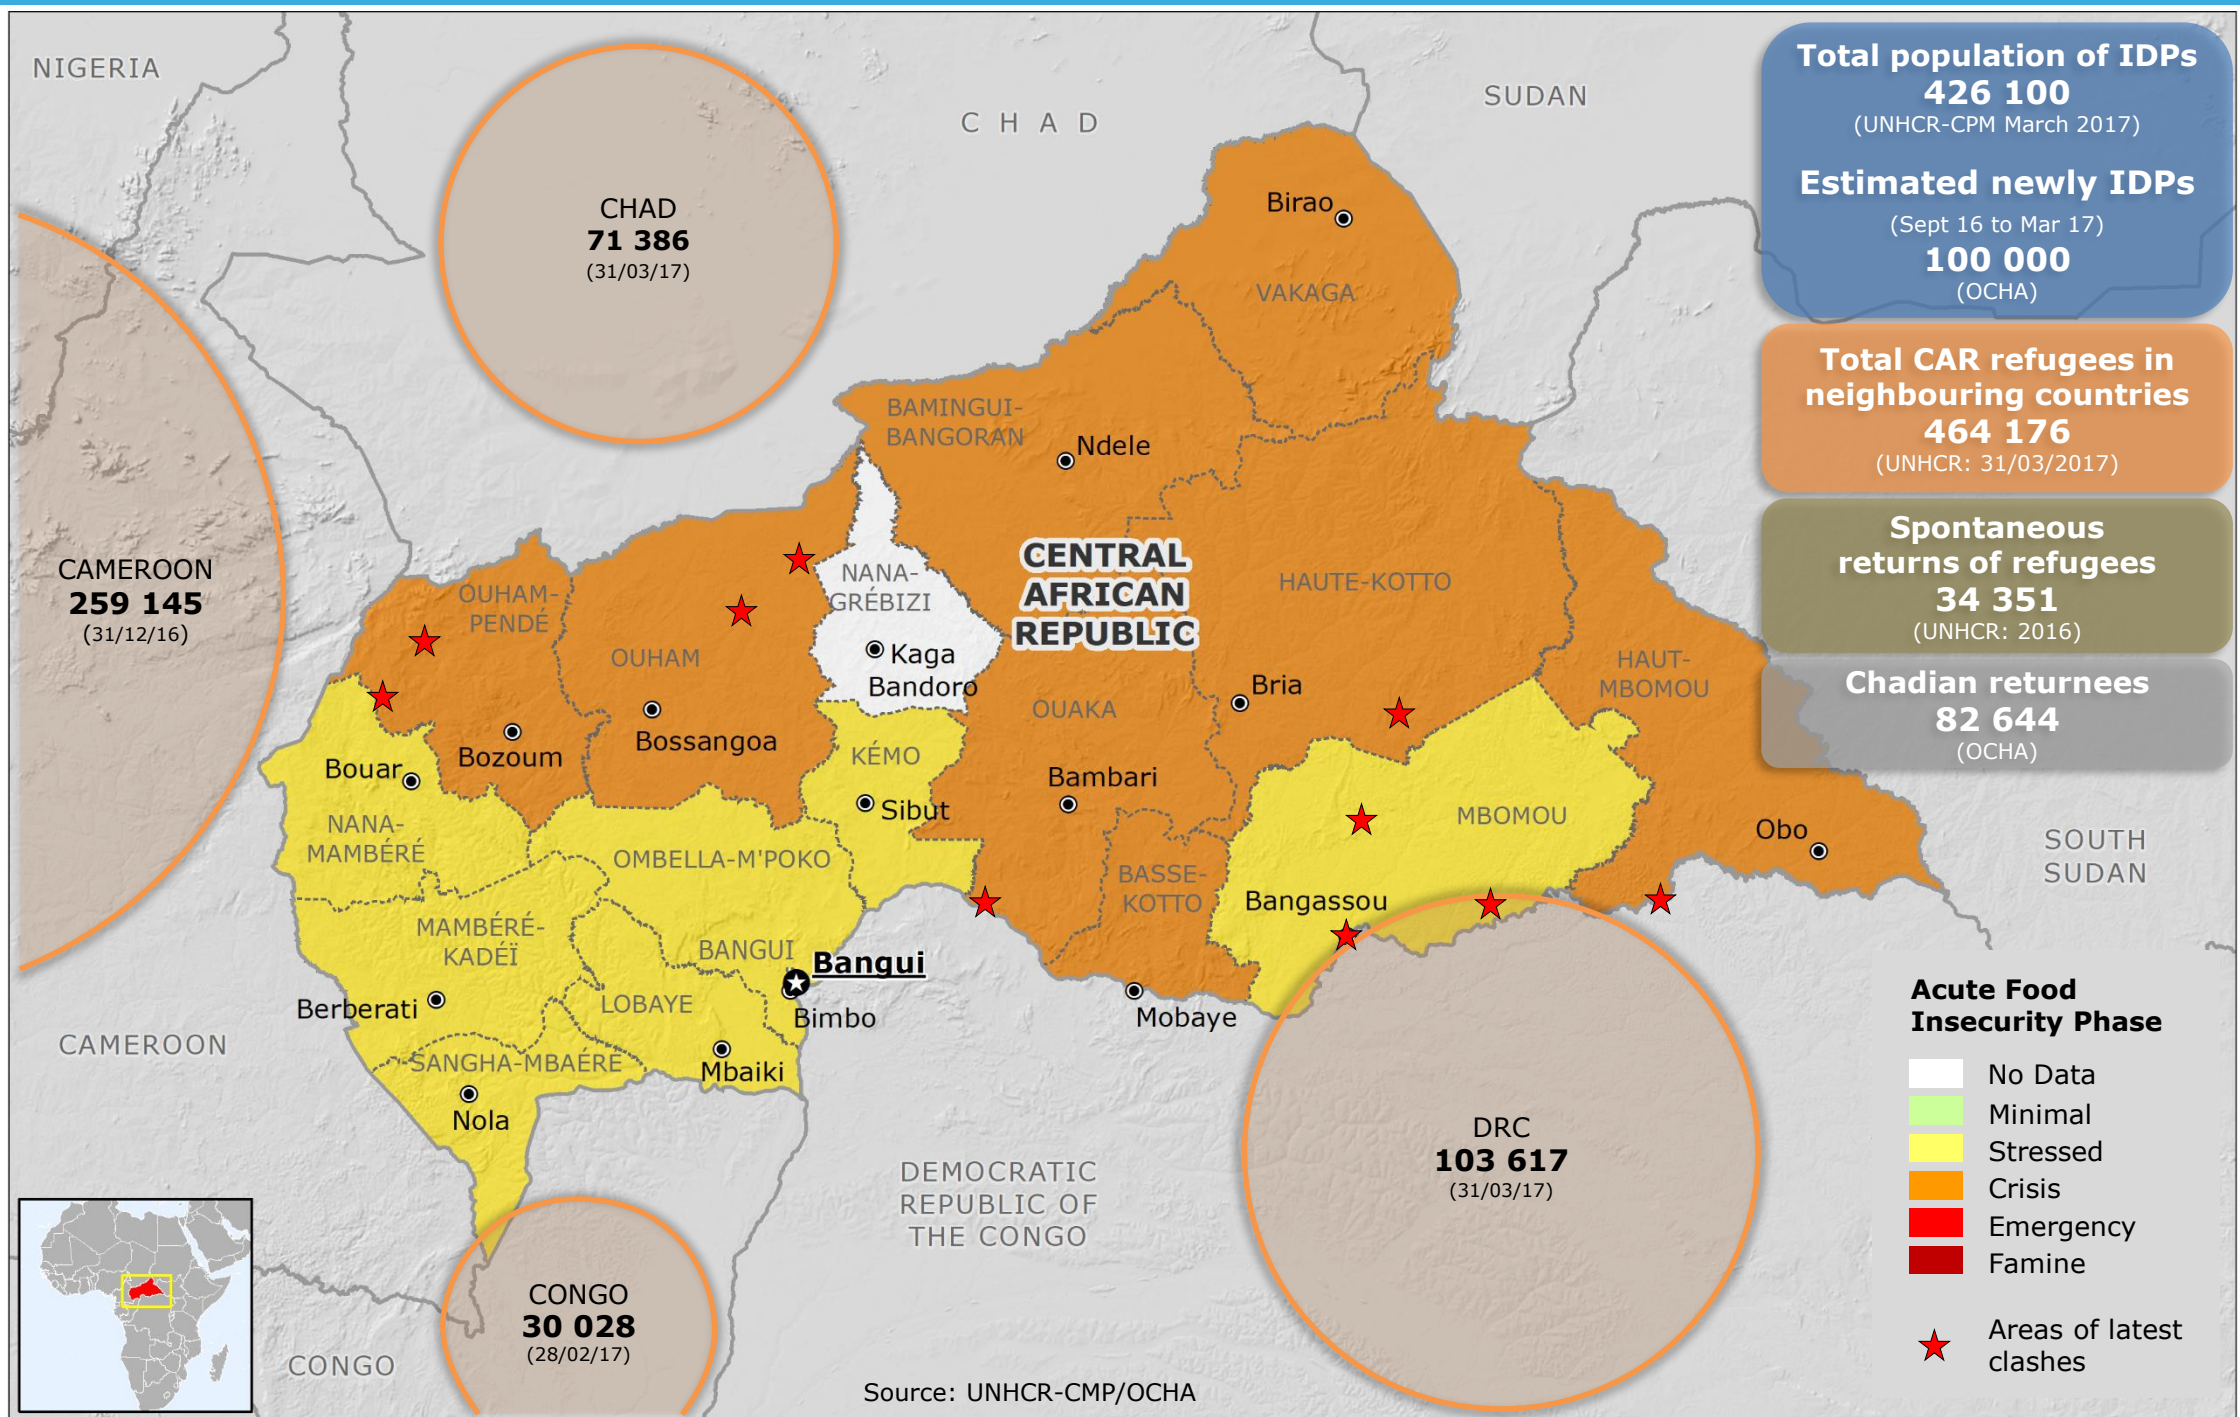 NIGERIA
CHAD
SUDAN
CHAD
71 386
(31/03/17)
CAMEROON
259 145
(31/12/16)
Birao
VAKAGA
BAMINGUI-
BANGORAN
Ndele
CENTRAL
AFRICAN
REPUBLIC
HAUTE-KOTTO
NANA-
GRÉBIZI
Kaga
Bandoro
OUHAM-
PENDÉ
OUHAM
Bozoum
Bossangoa
Bouar
NANA-
MAMBÉRÉ
KÉMO
Sibut
OUAKA
Bambari
Bria
HAUT-
MBOMOU
MBOMOU
Obo
SOUTH
SUDAN
OMBELLA-M'POKO
BASSE-
KOTTO
Bangassou
MAMBÉRÉ-
KADÉÏ
BANGUI
Bangui
Berberati
LOBAYE
Bimbo
Mobaye
CAMEROON
SANGHA-MBAÉRÉ
Mbaiki
Nola
DEMOCRATIC
REPUBLIC OF
THE CONGO
DRC
103 617
(31/03/17)
CONGO
30 028
(28/02/17)
CONGO
Source: UNHCR-CMP/OCHA
Total population of IDPs
426 100
(UNHCR-CPM March 2017)
Estimated newly IDPs
(Sept 16 to Mar 17)
100 000
(OCHA)
Total CAR refugees in
neighbouring countries
464 176
(UNHCR: 31/03/2017)
Spontaneous
returns of refugees
34 351
(UNHCR: 2016)
Chadian returnees
82 644
(OCHA)
Acute Food
Insecurity Phase
No Data
Minimal
Stressed
Crisis
Emergency
Famine
Areas of latest
clashes